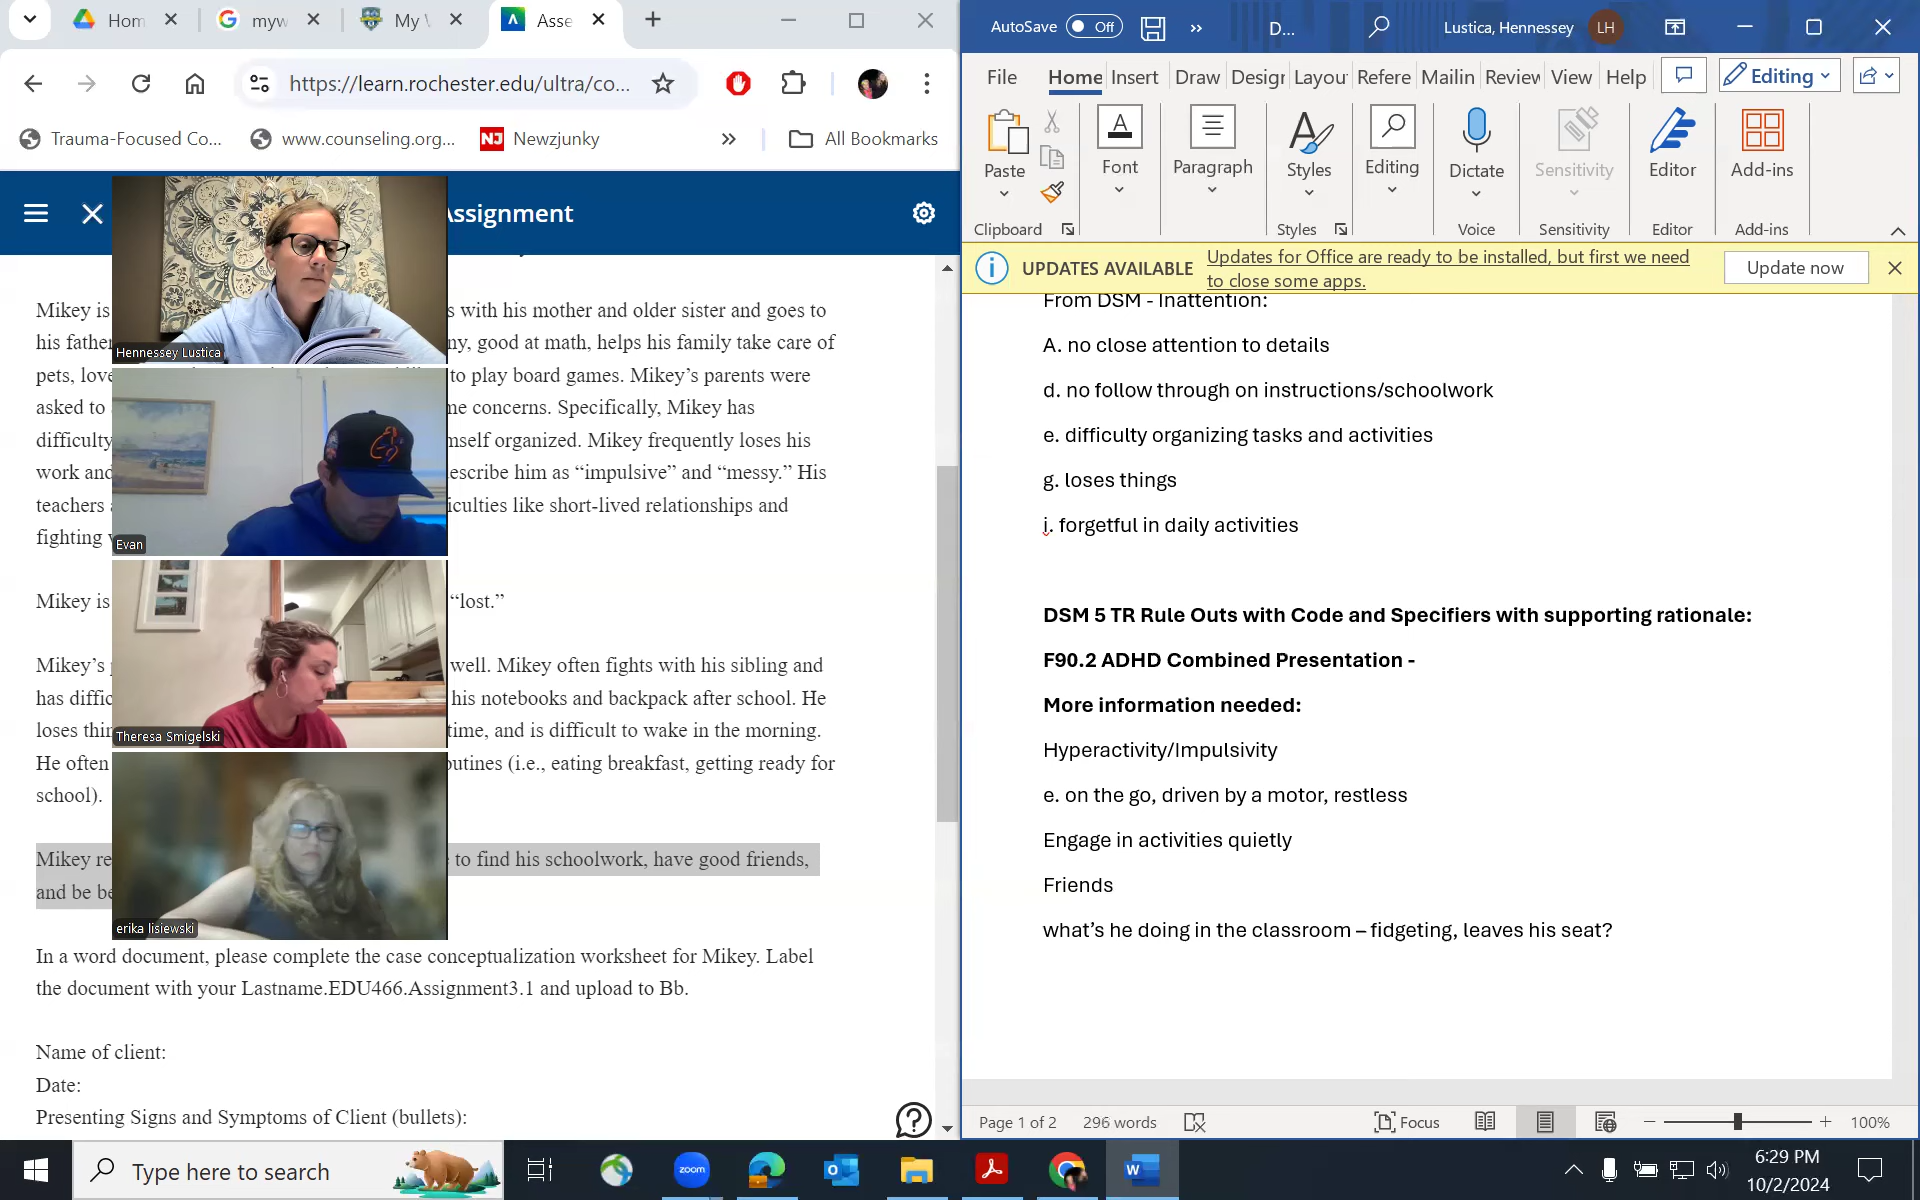 Hom
myw
My
Asse
AutoSave
Off
D...
Lustica, Hennessey
LH
https://learn.rochester.edu/ultra/co...
File
Home
Insert
Draw
Design
Layou
Refere
Mailin
Review
View
Help
Editing
Trauma-Focused Co...
www.counseling.org...
NJ
Newzjunky
All Bookmarks
Paste
Font
Paragraph
Styles
Editing
Dictate
Sensitivity
Editor
Add-ins
Clipboard
Styles
Voice
Sensitivity
Editor
Add-ins
Assignment
UPDATES AVAILABLE
Updates for Office are ready to be installed, but first we need
to close some apps.
Update now
Mikey is
s with his mother and older sister and goes to
his father
ny, good at math, helps his family take care of
pets, love
to play board games. Mikey’s parents were
asked to
ne concerns. Specifically, Mikey has
difficulty
mself organized. Mikey frequently loses his
work and
escribe him as “impulsive” and “messy.” His
teachers
iculties like short-lived relationships and
fighting
Mikey is
“lost.”
Mikey’s
well. Mikey often fights with his sibling and
has diffic
his notebooks and backpack after school. He
loses thin
time, and is difficult to wake in the morning.
He often
outines (i.e., eating breakfast, getting ready for
school).
Mikey re
to find his schoolwork, have good friends,
and be be
In a word document, please complete the case conceptualization worksheet for Mikey. Label
the document with your Lastname.EDU466.Assignment3.1 and upload to Bb.
Name of client:
Date:
Presenting Signs and Symptoms of Client (bullets):
Hennessey Lustica
Evan
Theresa Smigelski
erika lisiewski
From DSM - Inattention:
A. no close attention to details
d. no follow through on instructions/schoolwork
e. difficulty organizing tasks and activities
g. loses things
i. forgetful in daily activities
DSM 5 TR Rule Outs with Code and Specifiers with supporting rationale:
F90.2 ADHD Combined Presentation -
More information needed:
Hyperactivity/Impulsivity
e. on the go, driven by a motor, restless
Engage in activities quietly
Friends
what’s he doing in the classroom – fidgeting, leaves his seat?
Page 1 of 2
296 words
Focus
100%
Type here to search
zoom
6:29 PM
10/2/2024